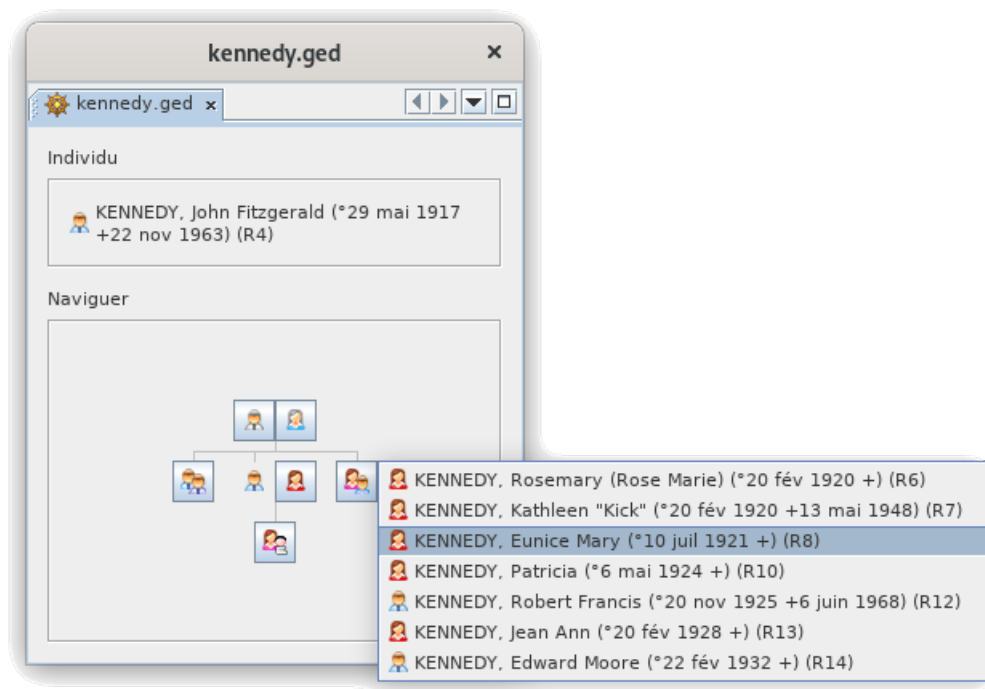 kennedy.ged
kennedy.ged
Individu
KENNEDY, John Fitzgerald (°29 mai 1917
+22 nov 1963) (R4)
Naviguer
KENNEDY, Rosemary (Rose Marie) (°20 fév 1920 +) (R6)
KENNEDY, Kathleen "Kick" (°20 fév 1920 +13 mai 1948) (R7)
KENNEDY, Eunice Mary (°10 juil 1921 +) (R8)
KENNEDY, Patricia (°6 mai 1924 +) (R10)
KENNEDY, Robert Francis (°20 nov 1925 +6 juin 1968) (R12)
KENNEDY, Jean Ann (°20 fév 1928 +) (R13)
KENNEDY, Edward Moore (°22 fév 1932 +) (R14)